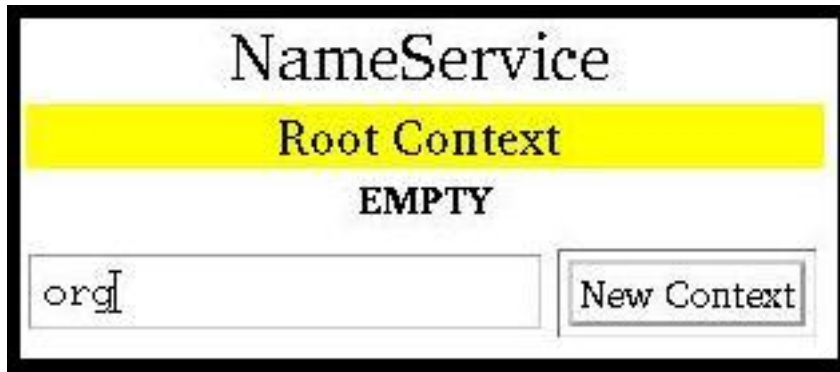 NameService
Root Context
EMPTY
org
New Context